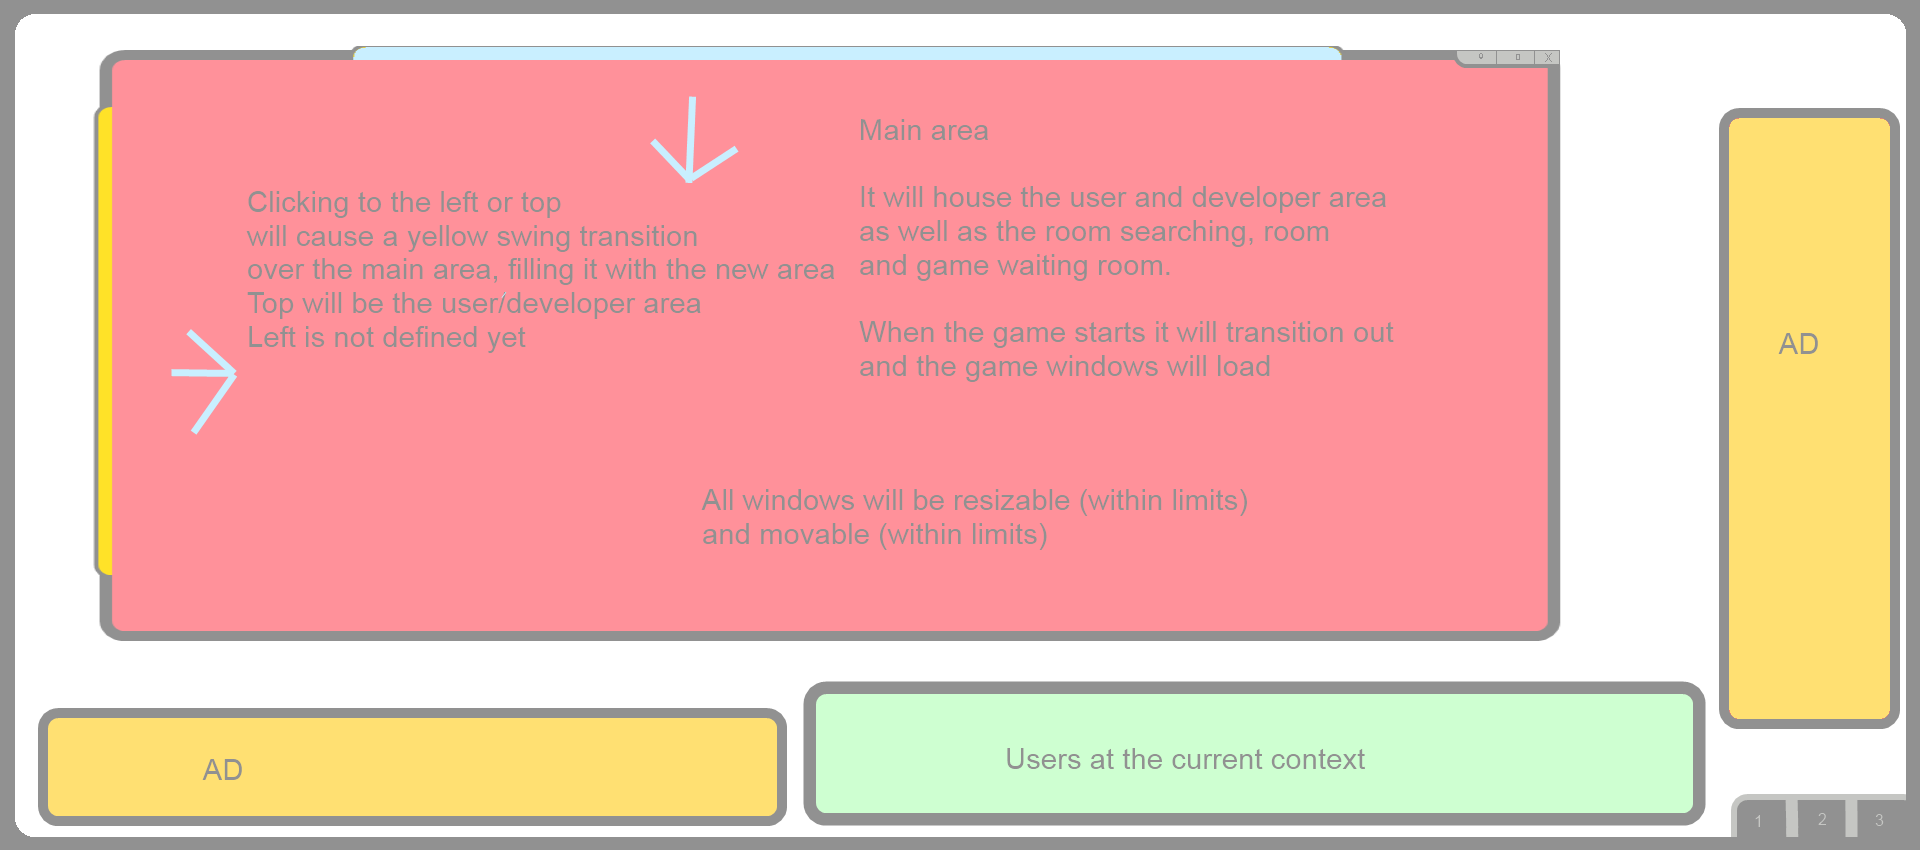 X
Main area
Clicking to the left or top
will cause a yellow swing transition
over the main area, filling it with the new area
Top will be the user/developer area
Left is not defined yet
It will house the user and developer area
as well as the room searching, room
and game waiting room.
When the game starts it will transition out
and the game windows will load
All windows will be resizable (within limits)
and movable (within limits)
AD
AD
Users at the current context
1
2
3